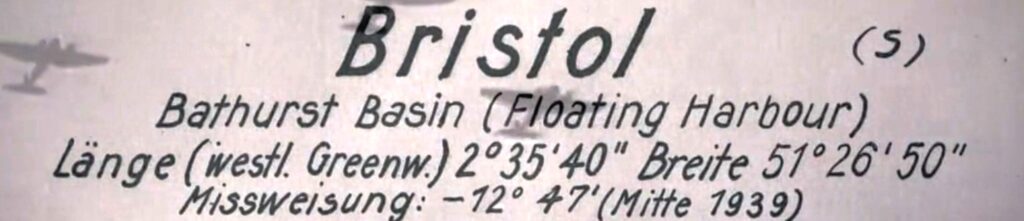 Bristol (S)
Bathurst Basin (Floating Harbour)
Länge (westl. Greenw.) 2°35'40" Breite 51°26'50"
Missweisung: -12° 47' (Mitte 1939)